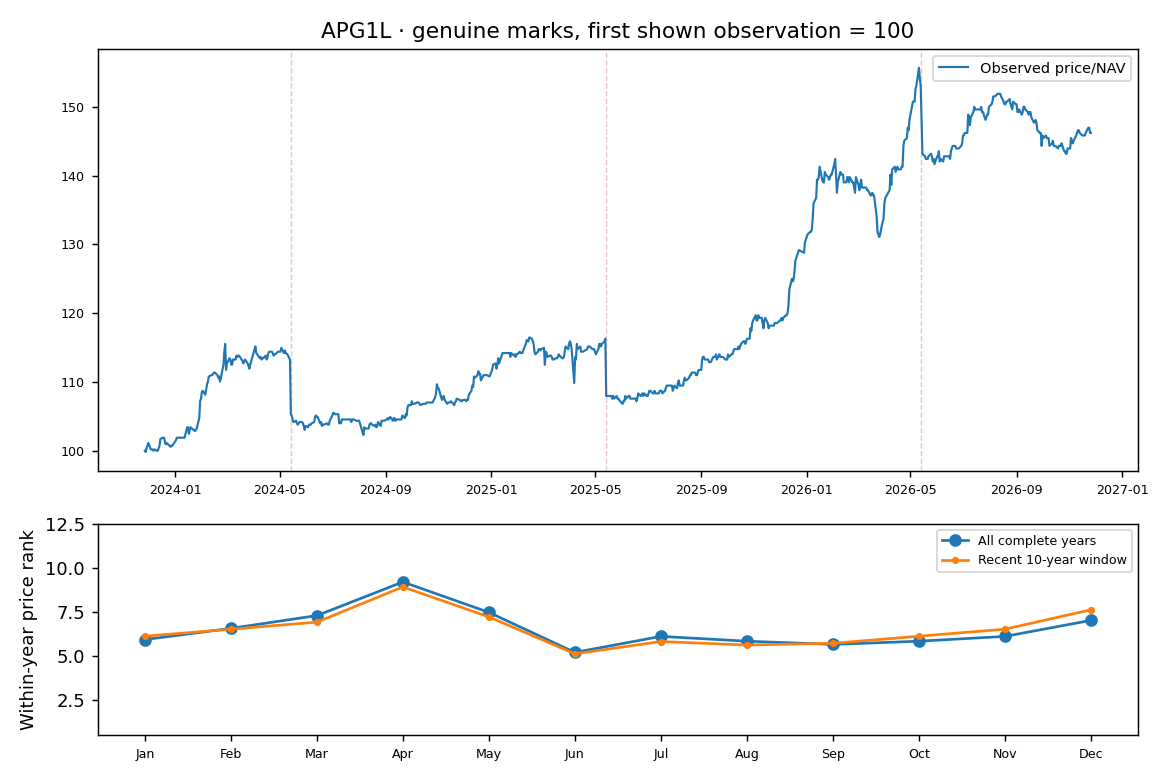 APG1L · genuine marks, first shown observation = 100
Observed price/NAV
150
140
130
120
110
100
2024-01 2024-05 2024-09 2025-01 2025-05 2025-09 2026-01 2026-05 2026-09 2027-01
Within-year price rank
12.5
10.0
7.5
5.0
2.5
All complete years
Recent 10-year window
Jan Feb Mar Apr May Jun Jul Aug Sep Oct Nov Dec